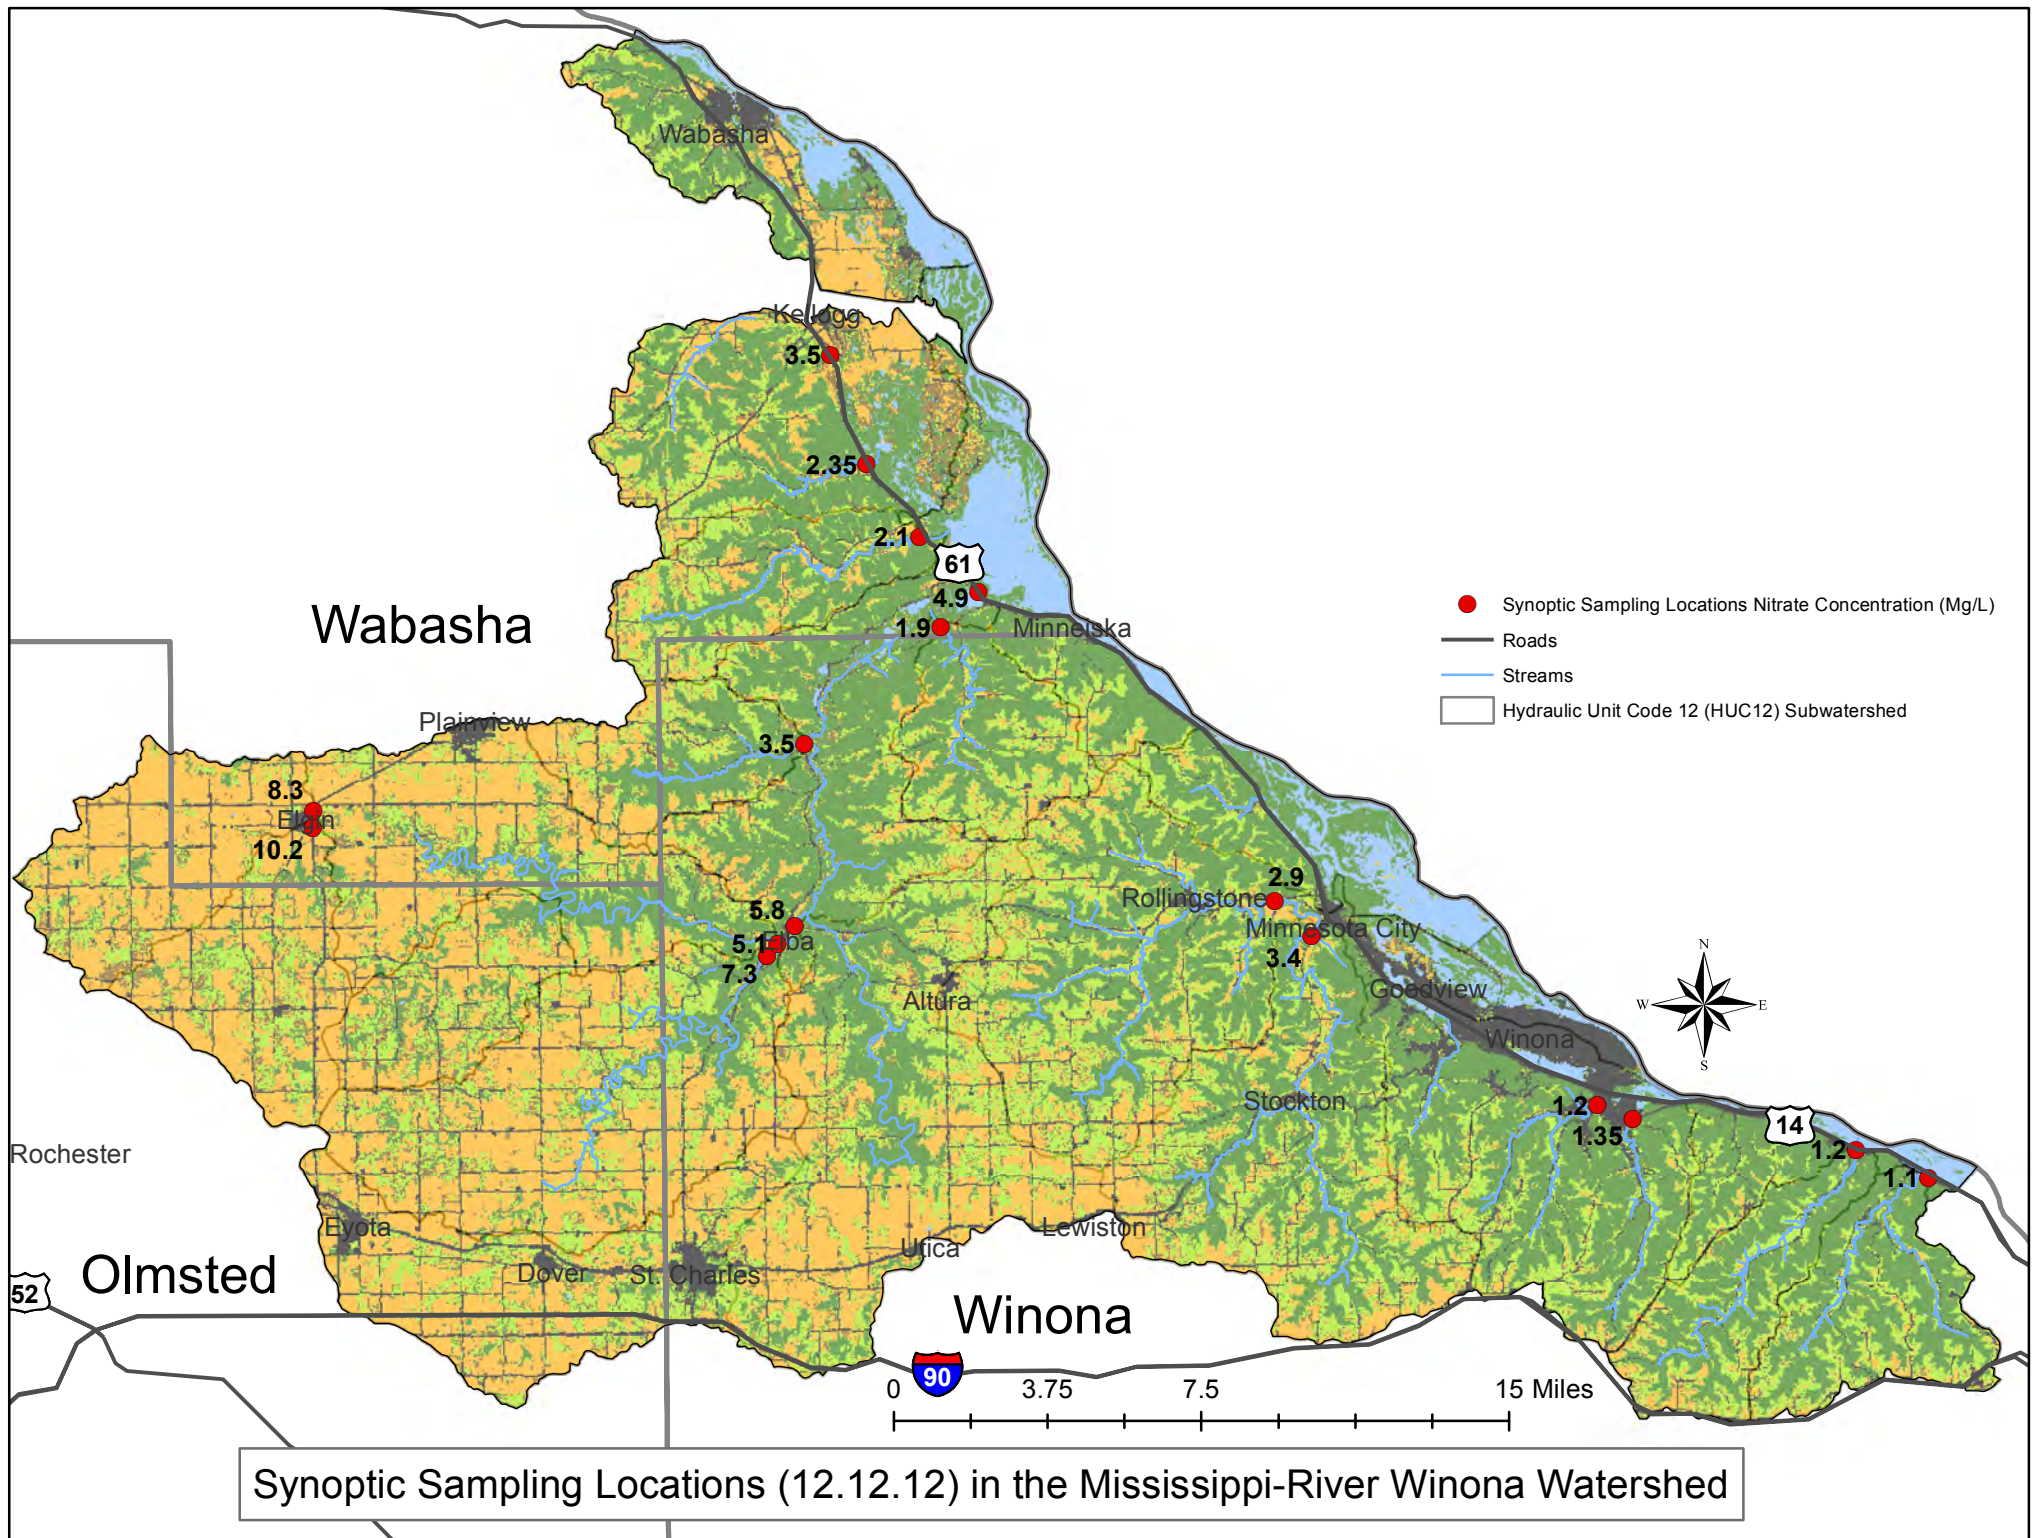 Wabasha
Kellogg
3.5
2.35
2.1
61
4.9
1.9
Minneiska
Wabasha
Synoptic Sampling Locations Nitrate Concentration (Mg/L)
Roads
Streams
Hydraulic Unit Code 12 (HUC12) Subwatershed
Plainview
3.5
8.3
Elgin
10.2
2.9
Rollingstone
5.8
Minnesota City
5.1
Elba
3.4
7.3
Altura
Goodview
Winona
N
W
E
S
Stockton
1.2
1.35
14
1.2
1.1
Rochester
Eyota
Lewiston
Utica
Dover
St. Charles
Olmsted
52
Winona
90
0
3.75
7.5
15 Miles
Synoptic Sampling Locations (12.12.12) in the Mississippi-River Winona Watershed